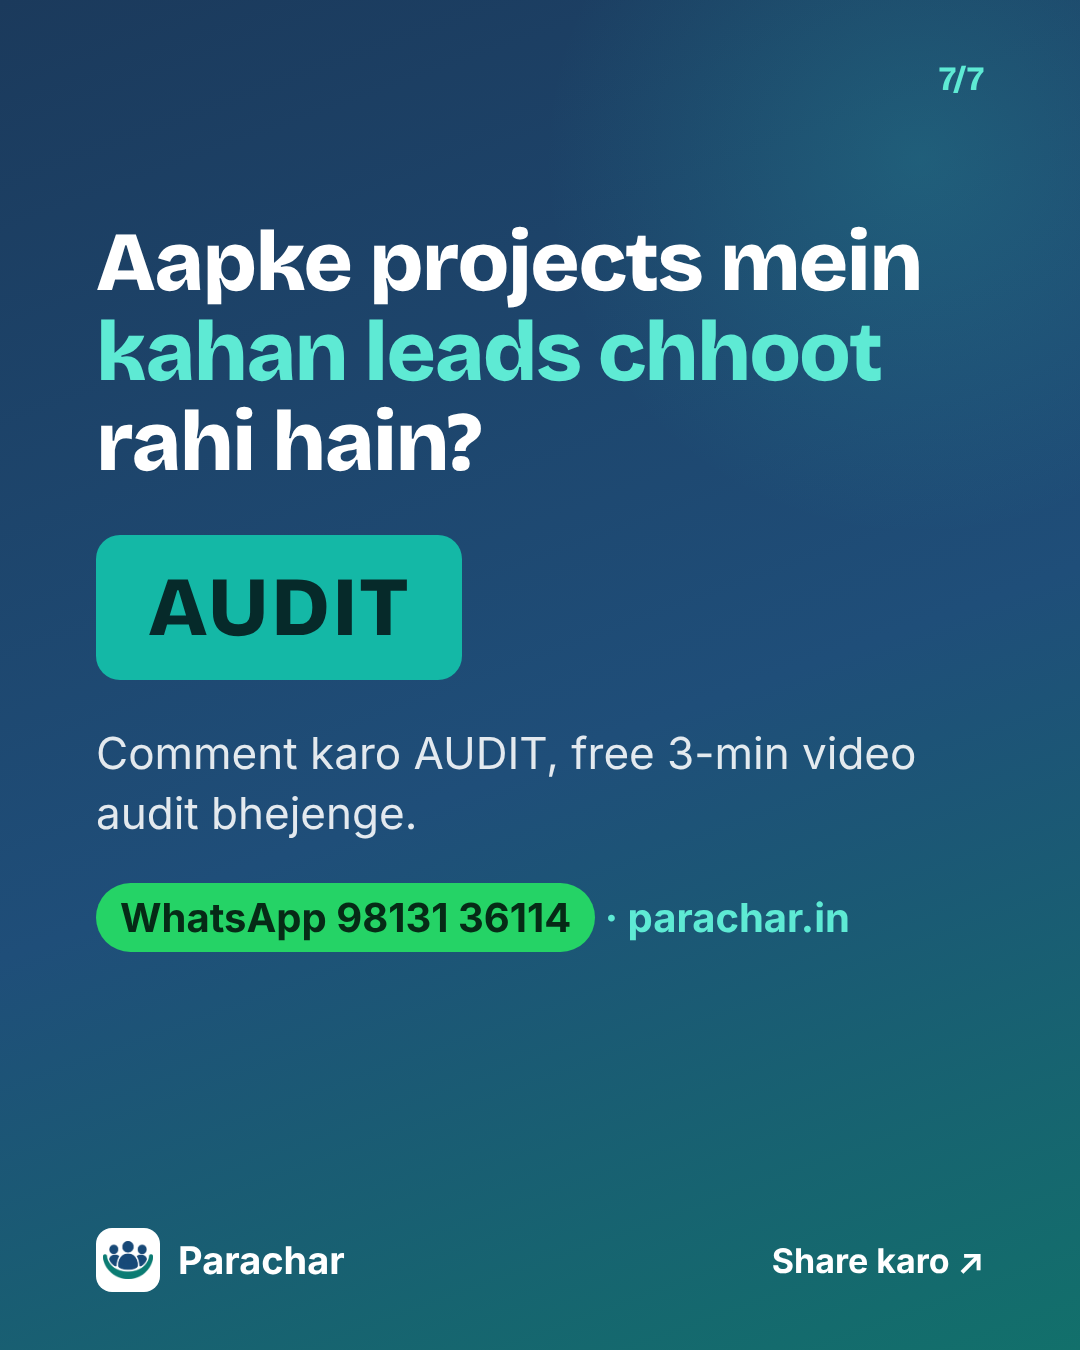 7/7
Aapke projects mein
kahan leads chhoot
rahi hain?
AUDIT
Comment karo AUDIT, free 3-min video
audit bhejenge.
WhatsApp 98131 36114 · parachar.in
Parachar
Share karo ↗